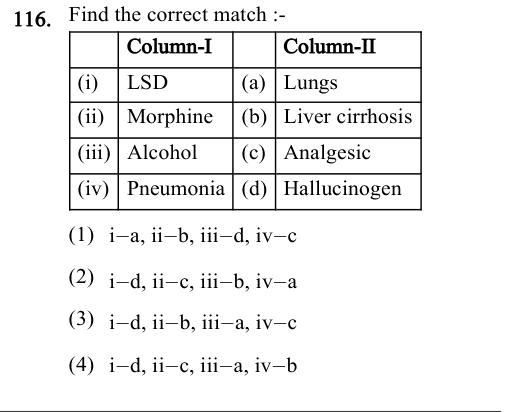 116. Find the correct match :-
Column-I Column-II
(i) LSD (a) Lungs
(ii) Morphine (b) Liver cirrhosis
(iii) Alcohol (c) Analgesic
(iv) Pneumonia (d) Hallucinogen
(1) i–a, ii–b, iii–d, iv–c
(2) i–d, ii–c, iii–b, iv–a
(3) i–d, ii–b, iii–a, iv–c
(4) i–d, ii–c, iii–a, iv–b